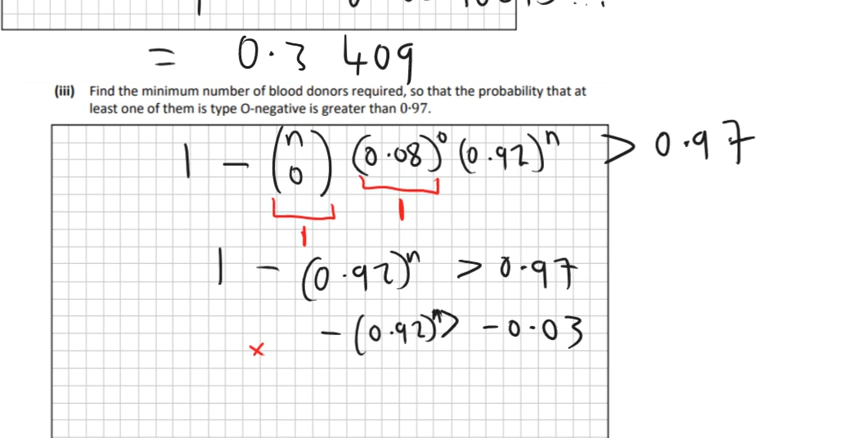 = 0.3409
(iii) Find the minimum number of blood donors required, so that the probability that at
least one of them is type O-negative is greater than 0·97.
1 - (n 0) (0.08)^0 (0.92)^n > 0.97
1
1
1 - (0.92)^n > 0.97
- (0.92)^n > -0.03
×